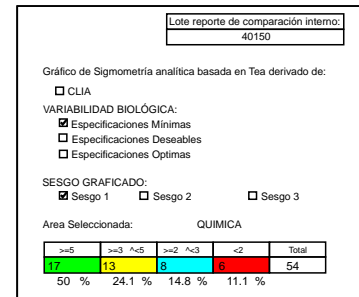 Lote reporte de comparación interno:
40150
Gráfico de Sigmometría analítica basada en Tea derivado de:
CLIA
VARIABILIDAD BIOLÓGICA:
Especificaciones Mínimas
Especificaciones Deseables
Especificaciones Optimas
SESGO GRAFICADO:
Sesgo 1 Sesgo 2 Sesgo 3
Area Seleccionada: QUIMICA
>=5 >=3 ^<5 >=2 ^<3 <2 Total
17 13 8 6 54
50 % 24.1 % 14.8 % 11.1 %